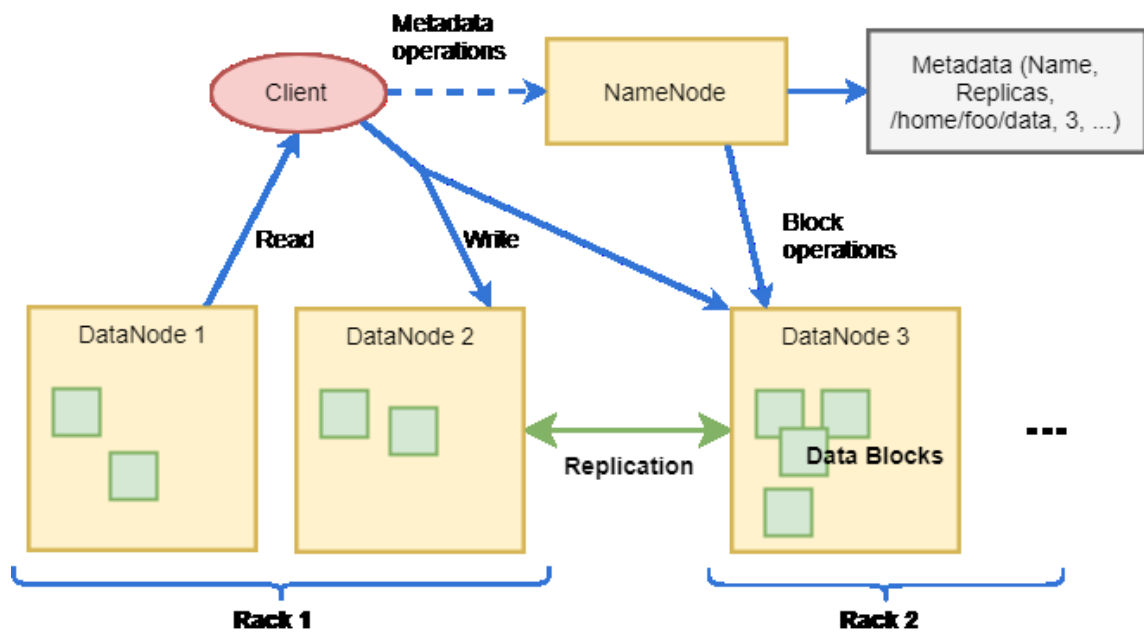 Metadata
operations
Client
NameNode
Metadata (Name,
Replicas,
/home/foo/data, 3, ...)
Read
Write
Block
operations
DataNode 1
DataNode 2
DataNode 3
Replication
Data Blocks
---
Rack 1
Rack 2